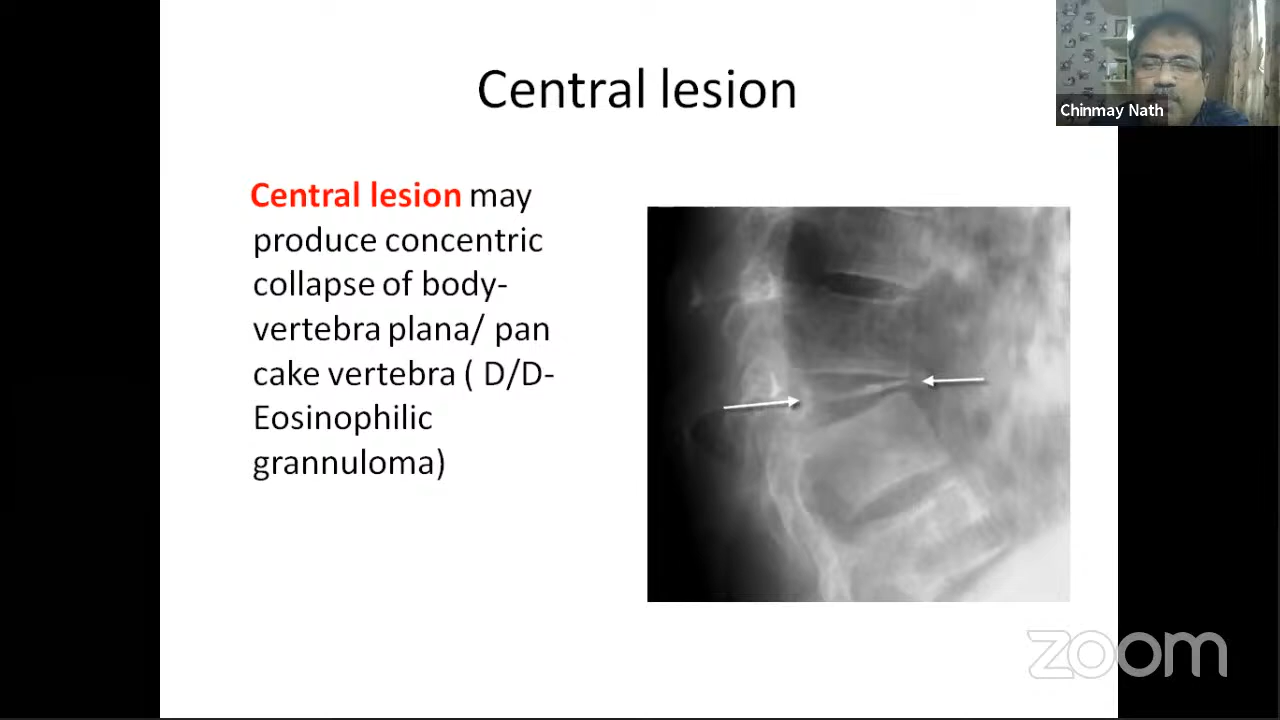 Central lesion
Chinmay Nath
Central lesion may
produce concentric
collapse of body-
vertebra plana/ pan
cake vertebra ( D/D-
Eosinophilic
grannuloma)
zoom